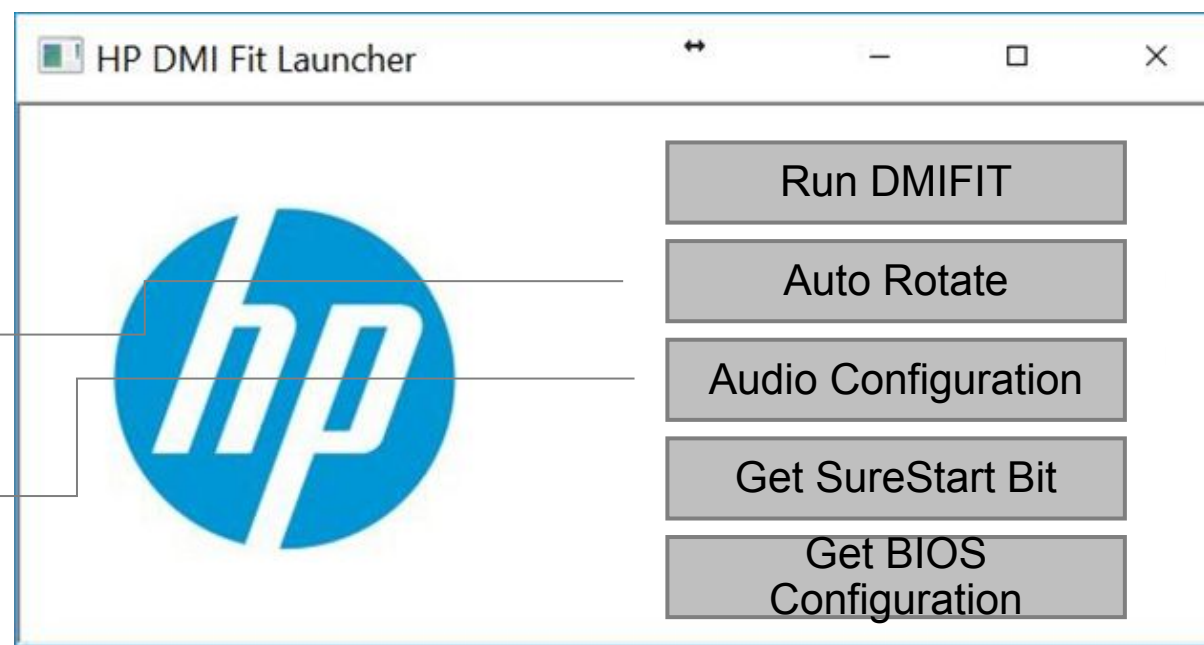 HP DMI Fit Launcher
hp
Run DMIFIT
Auto Rotate
Audio Configuration
Get SureStart Bit
Get BIOS
Configuration